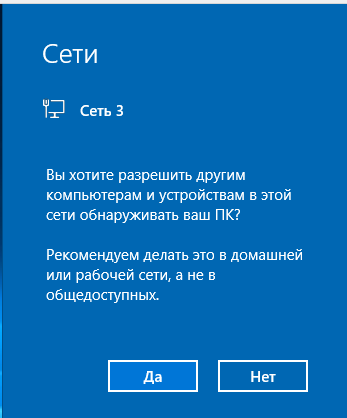 Сети
Сеть 3
Вы хотите разрешить другим
компьютерам и устройствам в этой
сети обнаруживать ваш ПК?
Рекомендуем делать это в домашней
или рабочей сети, а не в
общедоступных.
Да
Нет